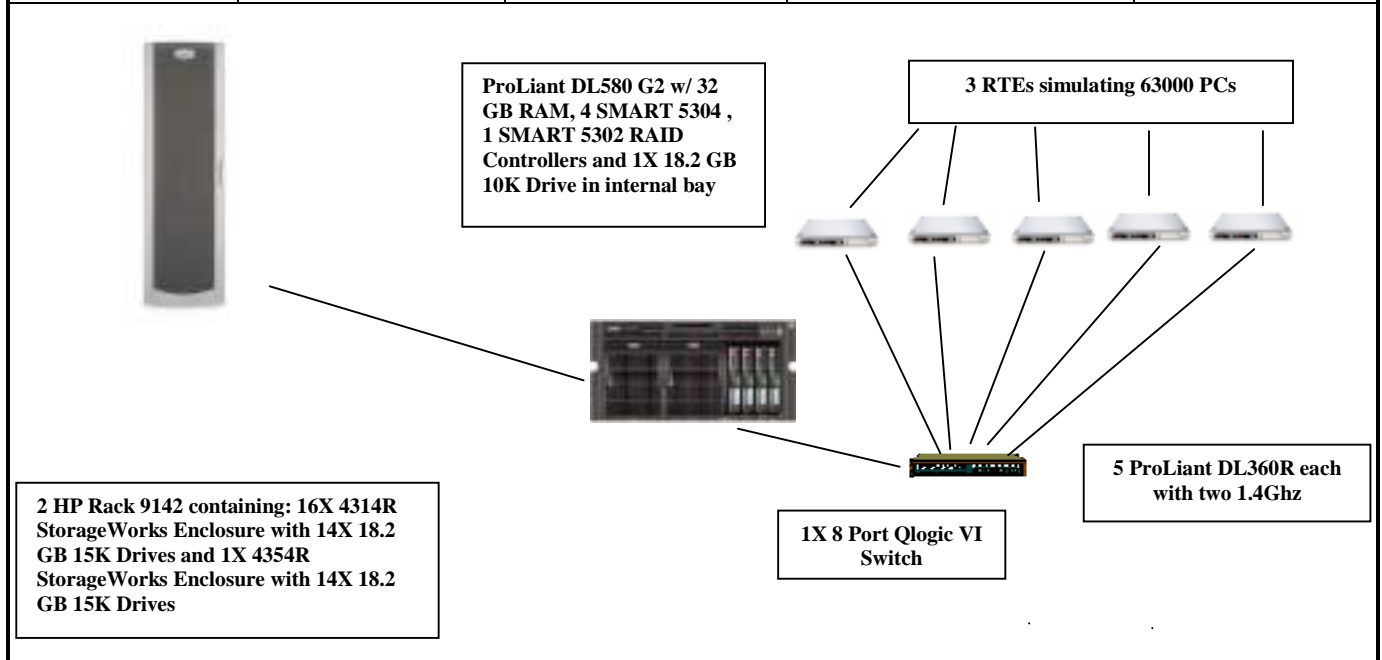 ProLiant DL580 G2 w/ 32
GB RAM, 4 SMART 5304 ,
1 SMART 5302 RAID
Controllers and 1X 18.2 GB
10K Drive in internal bay
3 RTEs simulating 63000 PCs
2 HP Rack 9142 containing: 16X 4314R
StorageWorks Enclosure with 14X 18.2
GB 15K Drives and 1X 4354R
StorageWorks Enclosure with 14X 18.2
GB 15K Drives
1X 8 Port Qlogic VI
Switch
5 ProLiant DL360R each
with two 1.4Ghz